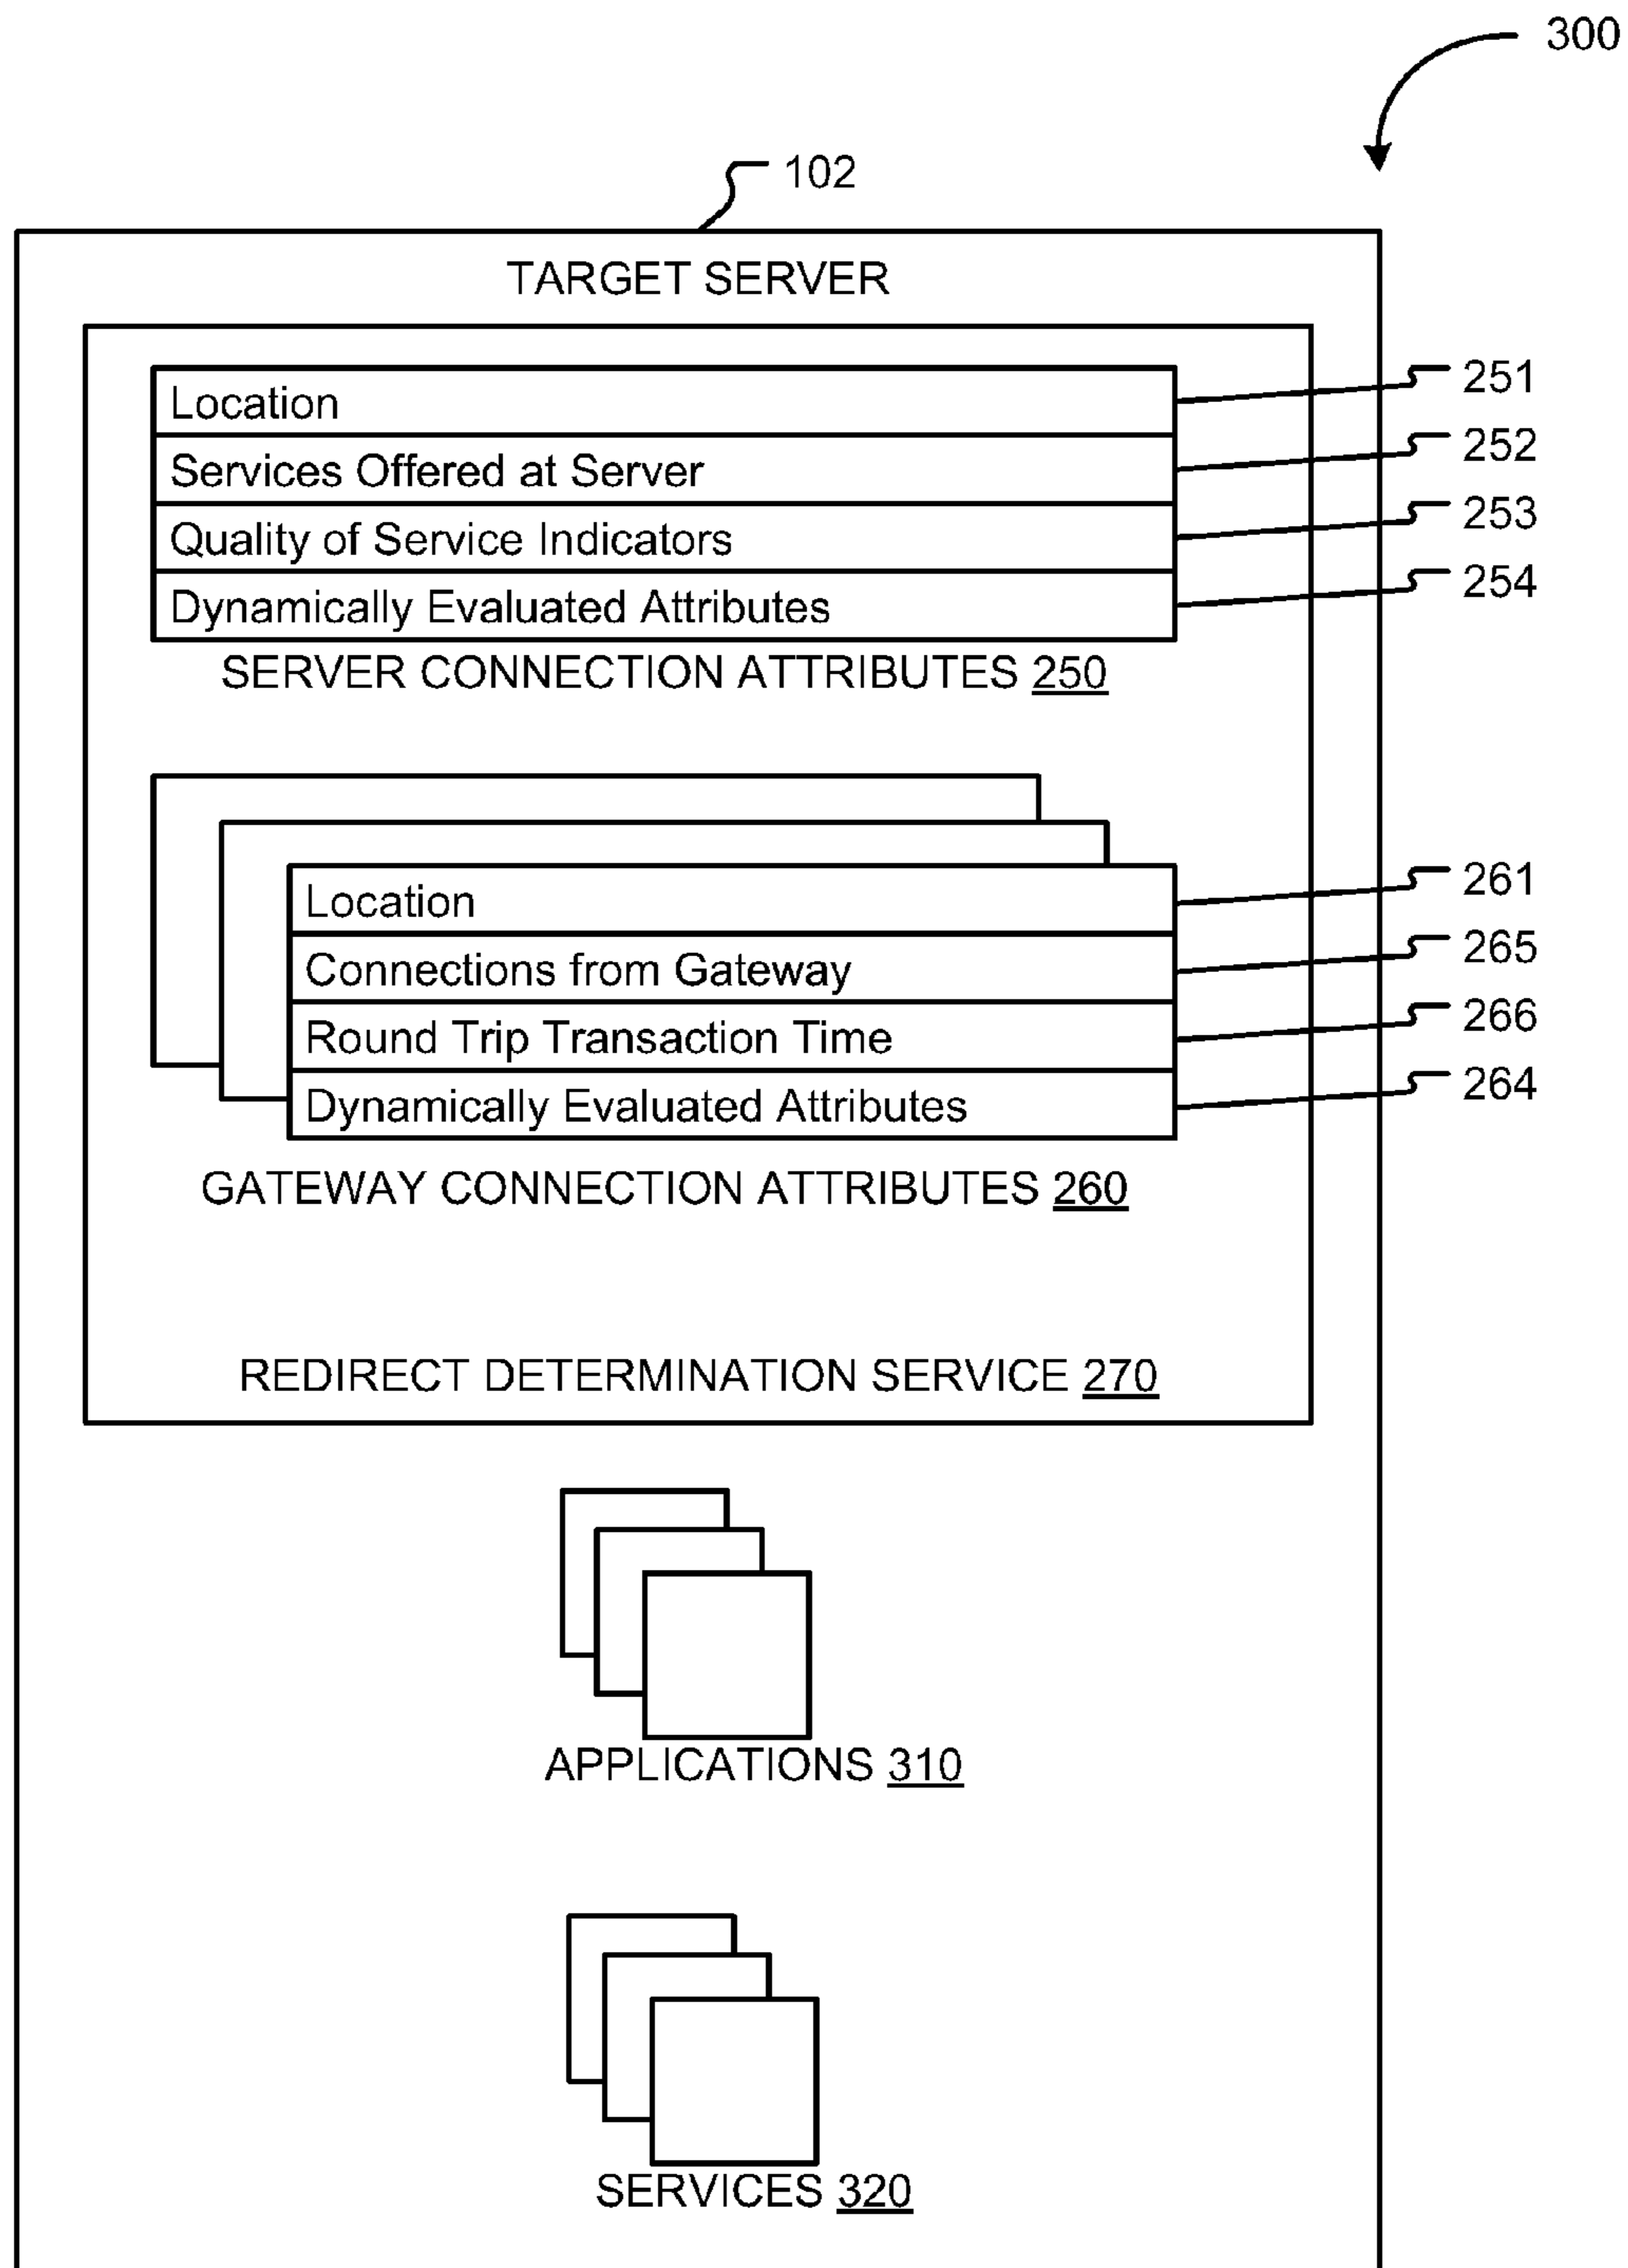 300
102
TARGET SERVER
Location
251
Services Offered at Server
252
Quality of Service Indicators
253
Dynamically Evaluated Attributes
254
SERVER CONNECTION ATTRIBUTES 250
Location
261
Connections from Gateway
265
Round Trip Transaction Time
266
Dynamically Evaluated Attributes
264
GATEWAY CONNECTION ATTRIBUTES 260
REDIRECT DETERMINATION SERVICE 270
APPLICATIONS 310
SERVICES 320